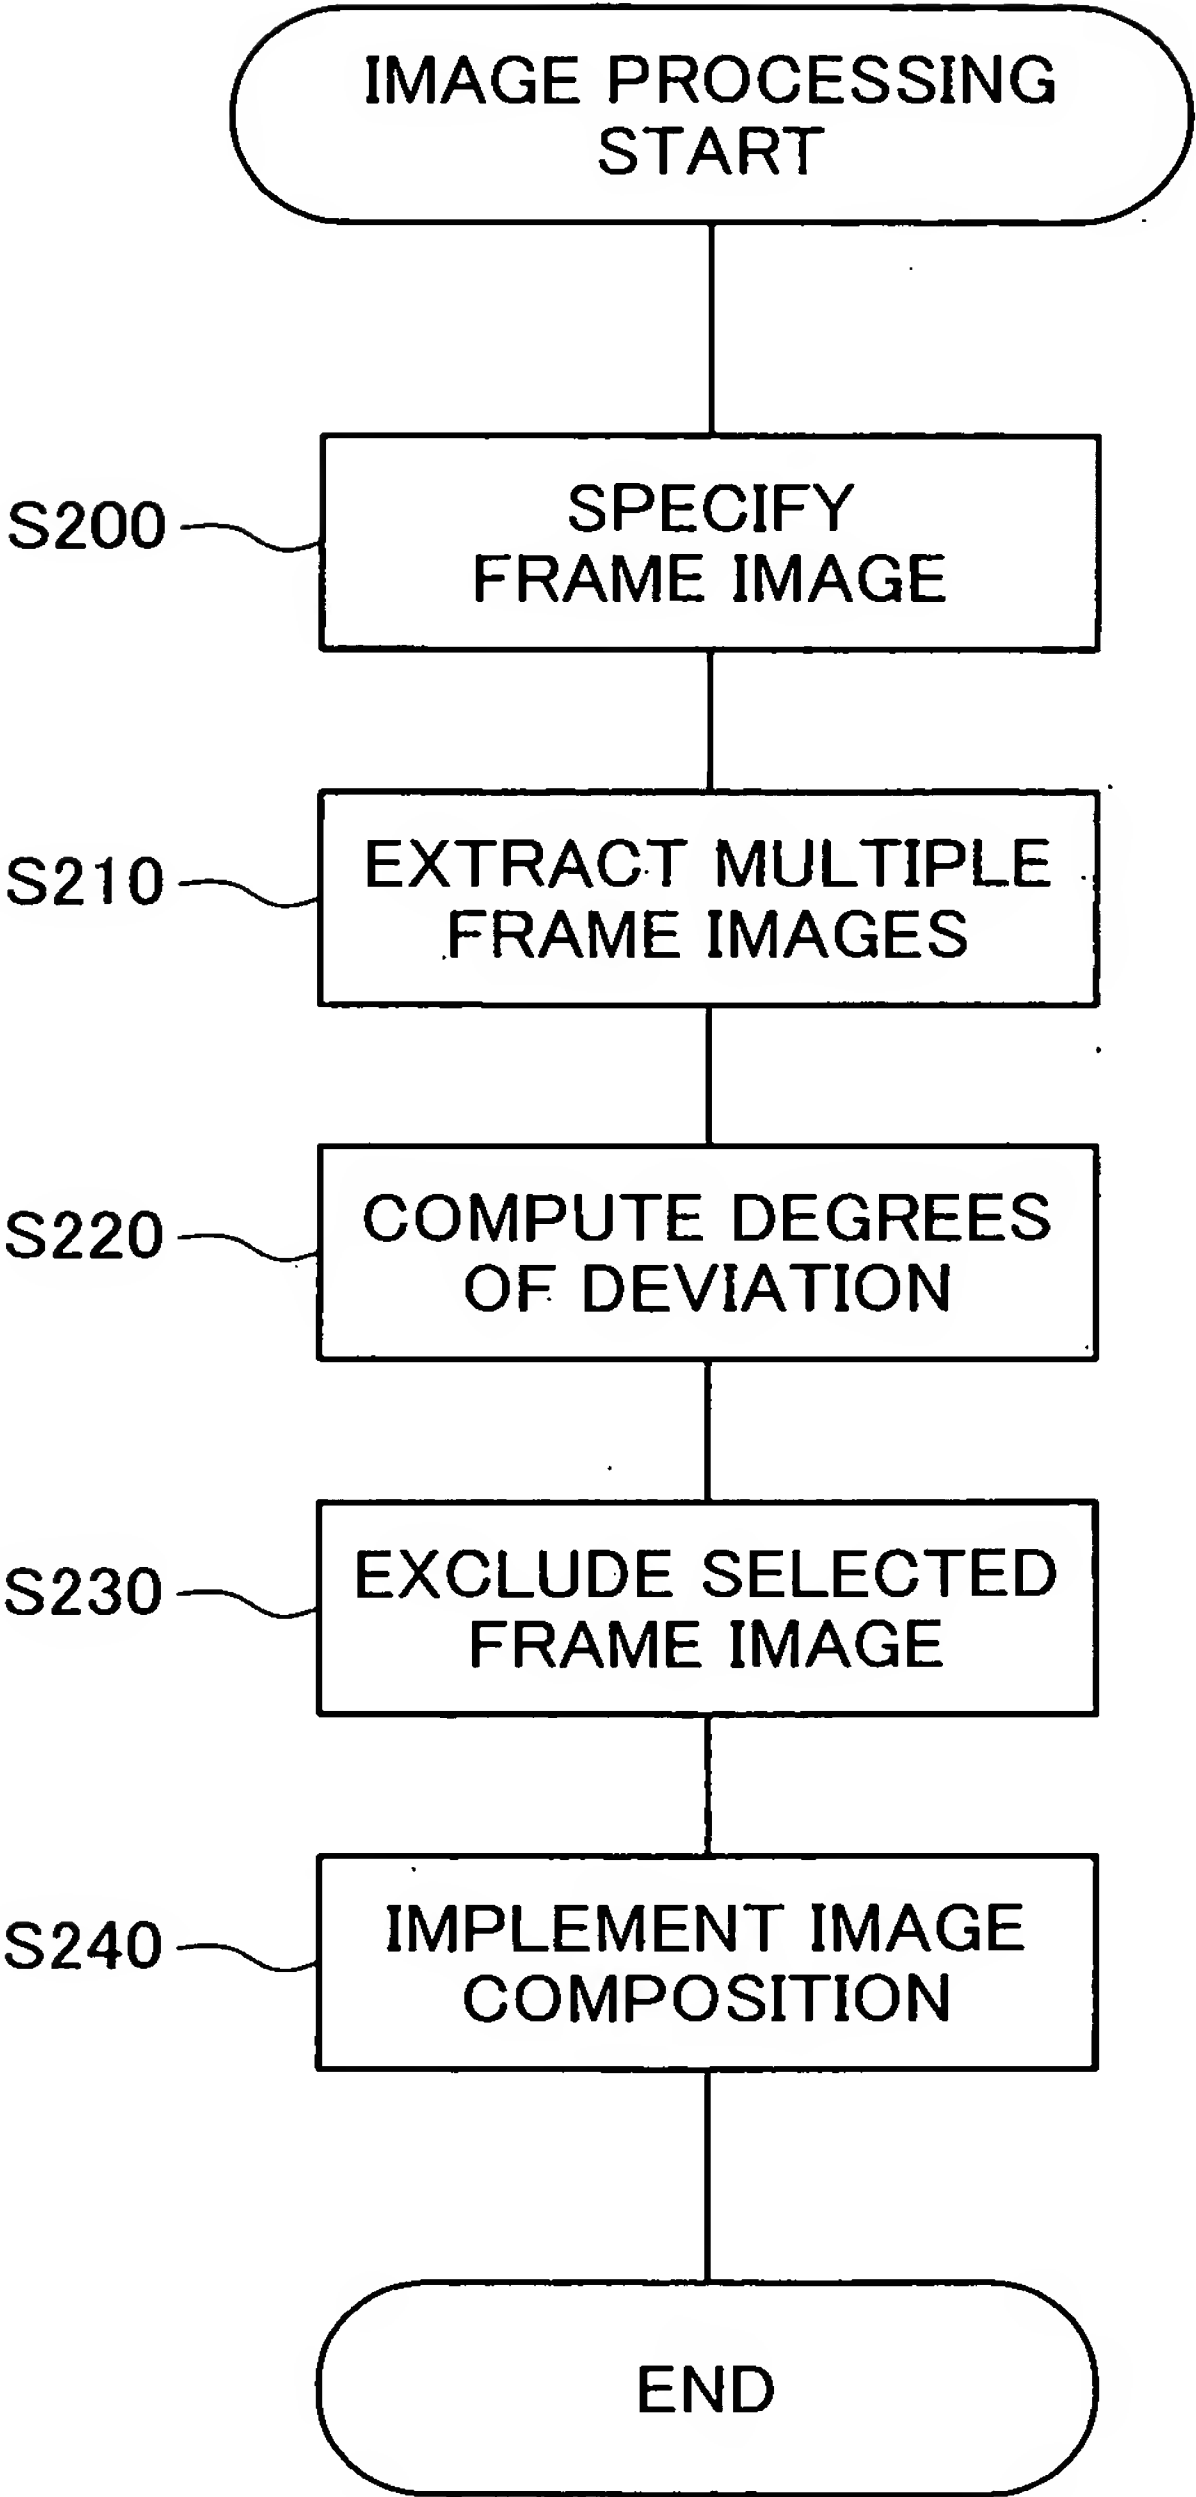 IMAGE PROCESSING
START
S200
SPECIFY
FRAME IMAGE
S210
EXTRACT MULTIPLE
FRAME IMAGES
S220
COMPUTE DEGREES
OF DEVIATION
S230
EXCLUDE SELECTED
FRAME IMAGE
S240
IMPLEMENT IMAGE
COMPOSITION
END